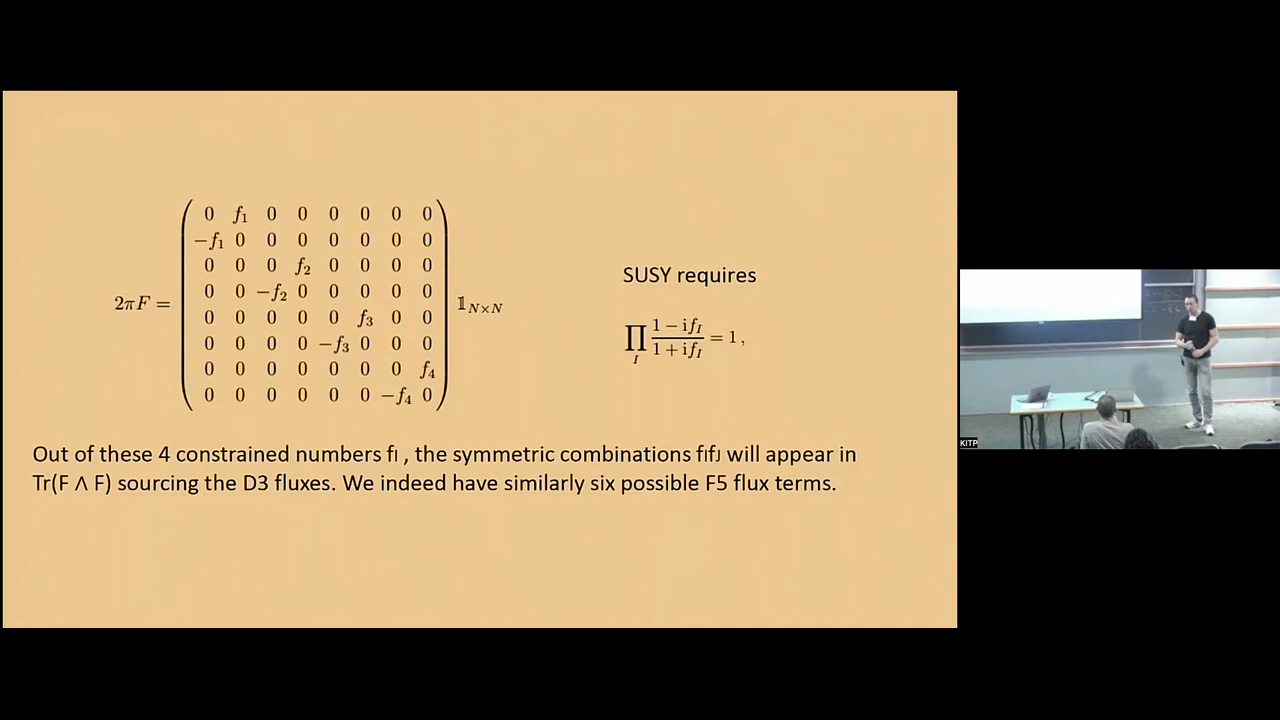 2πF = ( 0 f₁ 0 0 0 0 0 0
−f₁ 0 0 0 0 0 0 0
0 0 0 f₂ 0 0 0 0
0 0 −f₂ 0 0 0 0 0
0 0 0 0 0 f₃ 0 0
0 0 0 0 −f₃ 0 0 0
0 0 0 0 0 0 0 f₄
0 0 0 0 0 0 −f₄ 0 ) 𝟙_{N×N}
SUSY requires
∏_I (1 − if_I)/(1 + if_I) = 1 ,
Out of these 4 constrained numbers fI , the symmetric combinations fIfJ will appear in
Tr(F ∧ F) sourcing the D3 fluxes. We indeed have similarly six possible F5 flux terms.
KITP